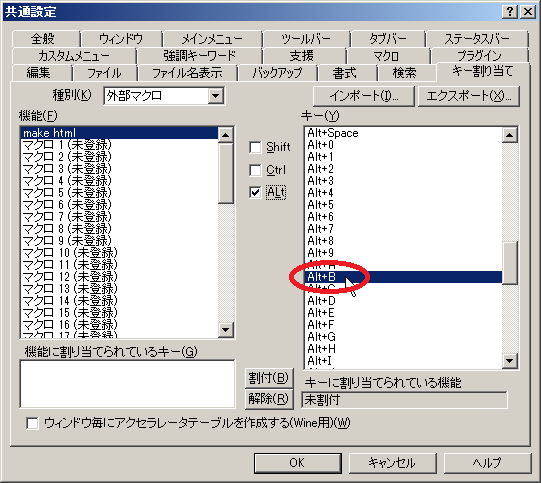 共通設定
全般 ウィンドウ メインメニュー ツールバー タブバー ステータスバー
カスタムメニュー 強調キーワード 支援 マクロ プラグイン
編集 ファイル ファイル名表示 バックアップ 書式 検索 キー割り当て
種別(K) 外部マクロ
インポート(I)... エクスポート(X)...
機能(F)
make html
マクロ 1 (未登録)
マクロ 2 (未登録)
マクロ 3 (未登録)
マクロ 4 (未登録)
マクロ 5 (未登録)
マクロ 6 (未登録)
マクロ 7 (未登録)
マクロ 8 (未登録)
マクロ 9 (未登録)
マクロ 10 (未登録)
マクロ 11 (未登録)
マクロ 12 (未登録)
マクロ 13 (未登録)
マクロ 14 (未登録)
マクロ 15 (未登録)
マクロ 16 (未登録)
マクロ 17 (未登録)
Shift
Ctrl
ALt
キー(Y)
Alt+Space
Alt+0
Alt+1
Alt+2
Alt+3
Alt+4
Alt+5
Alt+6
Alt+7
Alt+8
Alt+9
Alt+A
Alt+B
Alt+C
Alt+D
Alt+E
Alt+F
Alt+G
Alt+H
Alt+I
機能に割り当てられているキー(G)
割付(B)
解除(R)
キーに割り当てられている機能
未割付
ウィンドウ毎にアクセラレータテーブルを作成する(Wine用)(W)
OK キャンセル ヘルプ